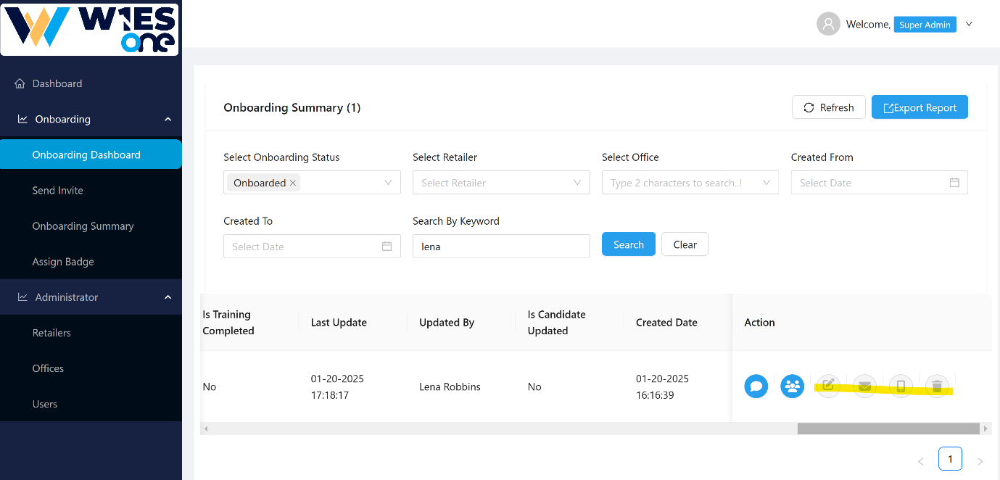 W1ES
one
Welcome, Super Admin
Dashboard
Onboarding
Onboarding Dashboard
Send Invite
Onboarding Summary
Assign Badge
Administrator
Retailers
Offices
Users
Onboarding Summary (1)
Refresh
Export Report
Select Onboarding Status
Select Retailer
Select Office
Created From
Onboarded
Select Retailer
Type 2 characters to search..!
Select Date
Created To
Search By Keyword
Select Date
lena
Search
Clear
Is Training
Completed
Last Update
Updated By
Is Candidate
Updated
Created Date
Action
No
01-20-2025
17:18:17
Lena Robbins
No
01-20-2025
16:16:39
1